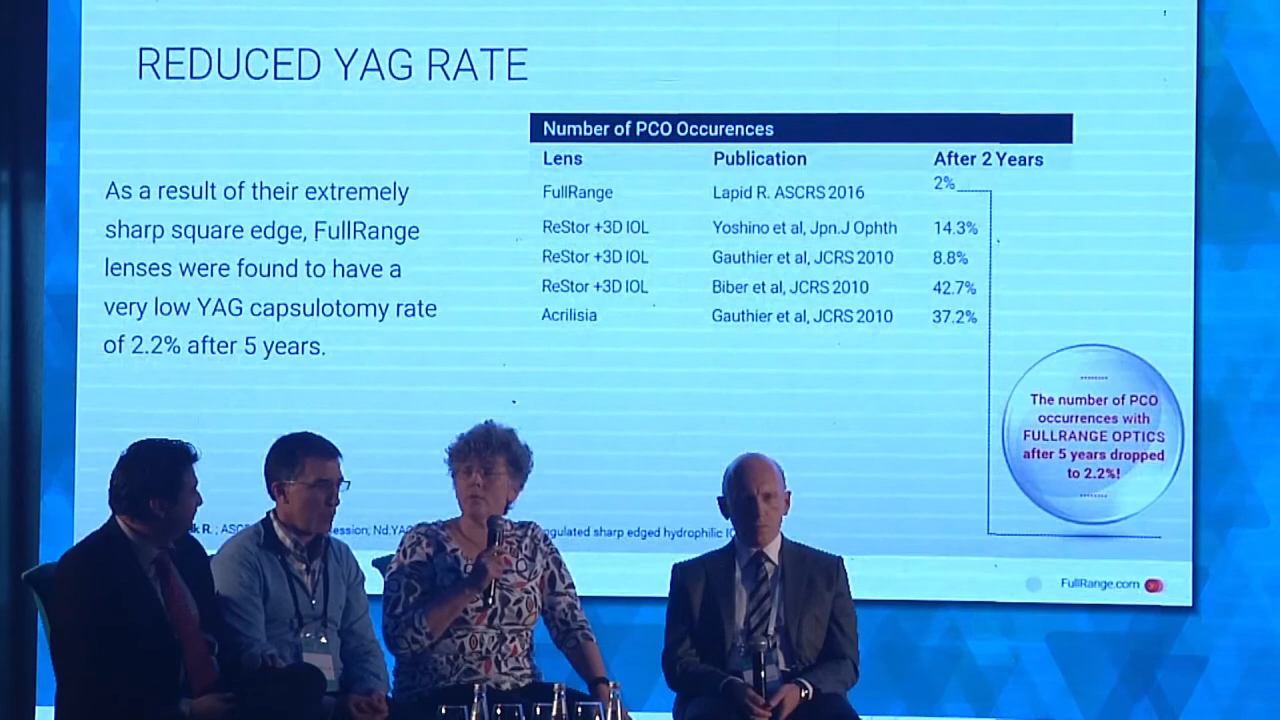 REDUCED YAG RATE
As a result of their extremely
sharp square edge, FullRange
lenses were found to have a
very low YAG capsulotomy rate
of 2.2% after 5 years.
Number of PCO Occurences
Lens Publication After 2 Years
FullRange Lapid R. ASCRS 2016 2%
ReStor +3D IOL Yoshino et al, Jpn.J Ophth 14.3%
ReStor +3D IOL Gauthier et al, JCRS 2010 8.8%
ReStor +3D IOL Biber et al, JCRS 2010 42.7%
Acrilisia Gauthier et al, JCRS 2010 37.2%
The number of PCO
occurrences with
FULLRANGE OPTICS
after 5 years dropped
to 2.2%!
R.; sharp edged hydrophilic
FullRange.com